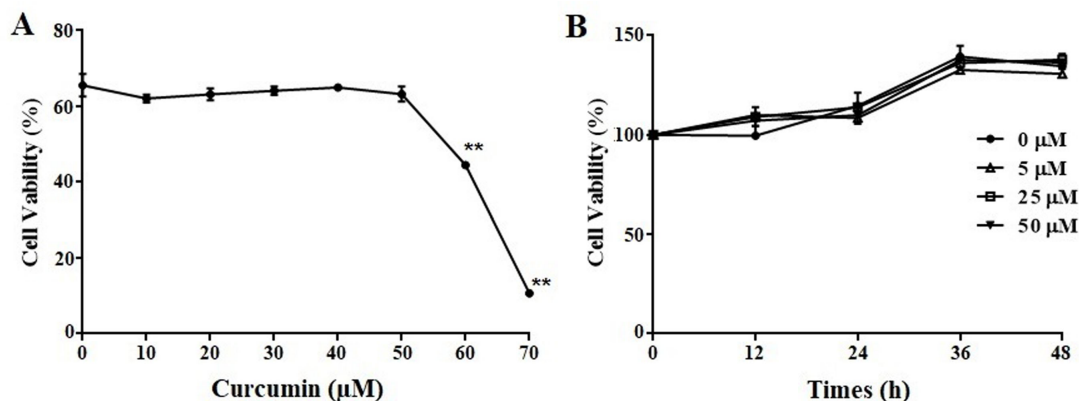 A
80
60
40
20
0
Cell Vability (%)
**
**
0 10 20 30 40 50 60 70
Curcumin (μM)
B
150
100
50
0
Cell Vability (%)
0 μM
5 μM
25 μM
50 μM
0 12 24 36 48
Times (h)